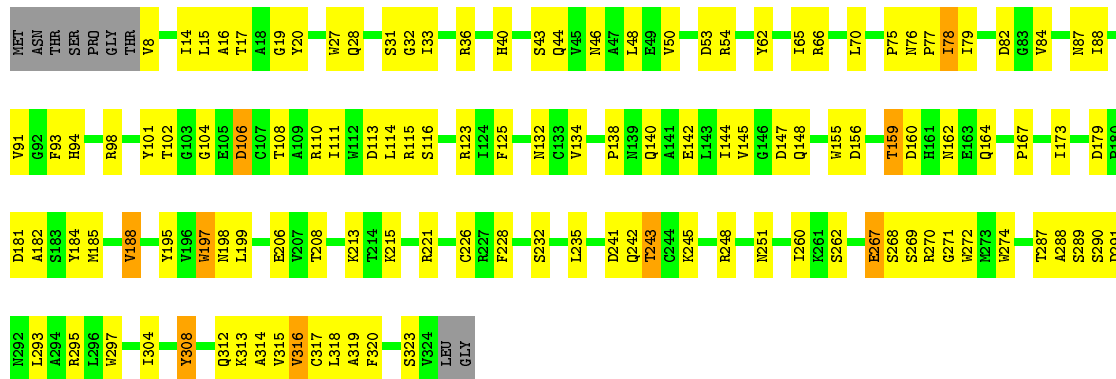 MET ASN THR SER PRO GLY THR V8 I14 L15 A16 T17 A18 G19 Y20 W27 Q28 S31 G32 I33 R36 H40 S43 Q44 V45 N46 A47 L48 E49 V50 D53 R54 Y62 I65 R66 L70 P75 N76 P77 I78 I79 D82 G83 V84 N87 I88
V91 G92 F93 H94 R98 Y101 T102 G103 G104 E105 D106 C107 T108 A109 R110 I111 W112 D113 L114 R115 S116 R123 I124 F125 N132 C133 V134 P138 N139 Q140 A141 E142 L143 I144 V145 G146 D147 Q148 W155 D156 T159 D160 H161 N162 E163 Q164 P167 I173 D179
D181 A182 S183 Y184 M185 V188 Y195 V196 W197 N198 L199 E206 V207 T208 K213 T214 K215 R221 C226 R227 F228 S232 L235 D241 Q242 T243 C244 K245 R248 N251 I260 K261 S262 E267 S268 S269 R270 G271 W272 M273 W274 T287 A288 S289 S290
N292 L293 A294 R295 L296 W297 I304 Y308 Q312 K313 A314 V315 V316 C317 L318 A319 F320 S323 V324 LEU GLY